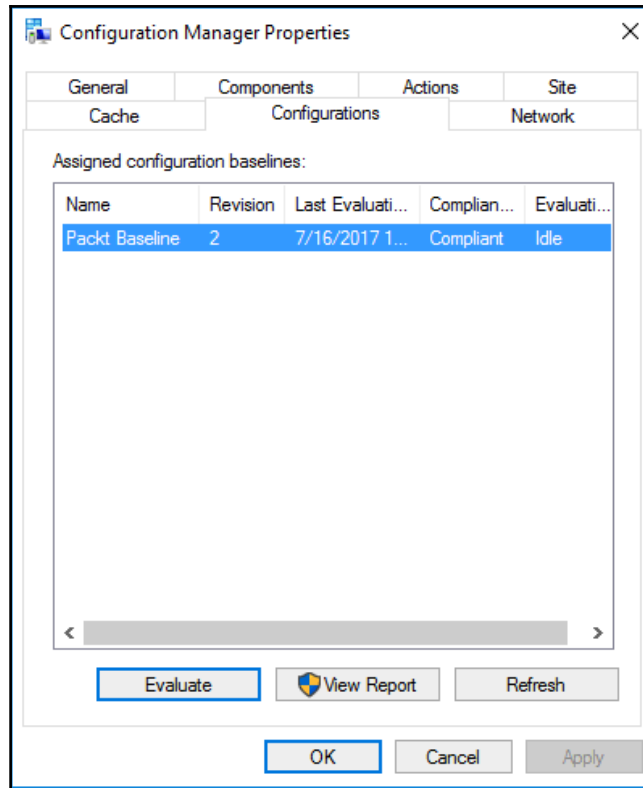 Configuration Manager Properties
General Components Actions Site
Cache Configurations Network
Assigned configuration baselines:
Name Revision Last Evaluati... Complian... Evaluati...
Packt Baseline 2 7/16/2017 1... Compliant Idle
Evaluate View Report Refresh
OK Cancel Apply